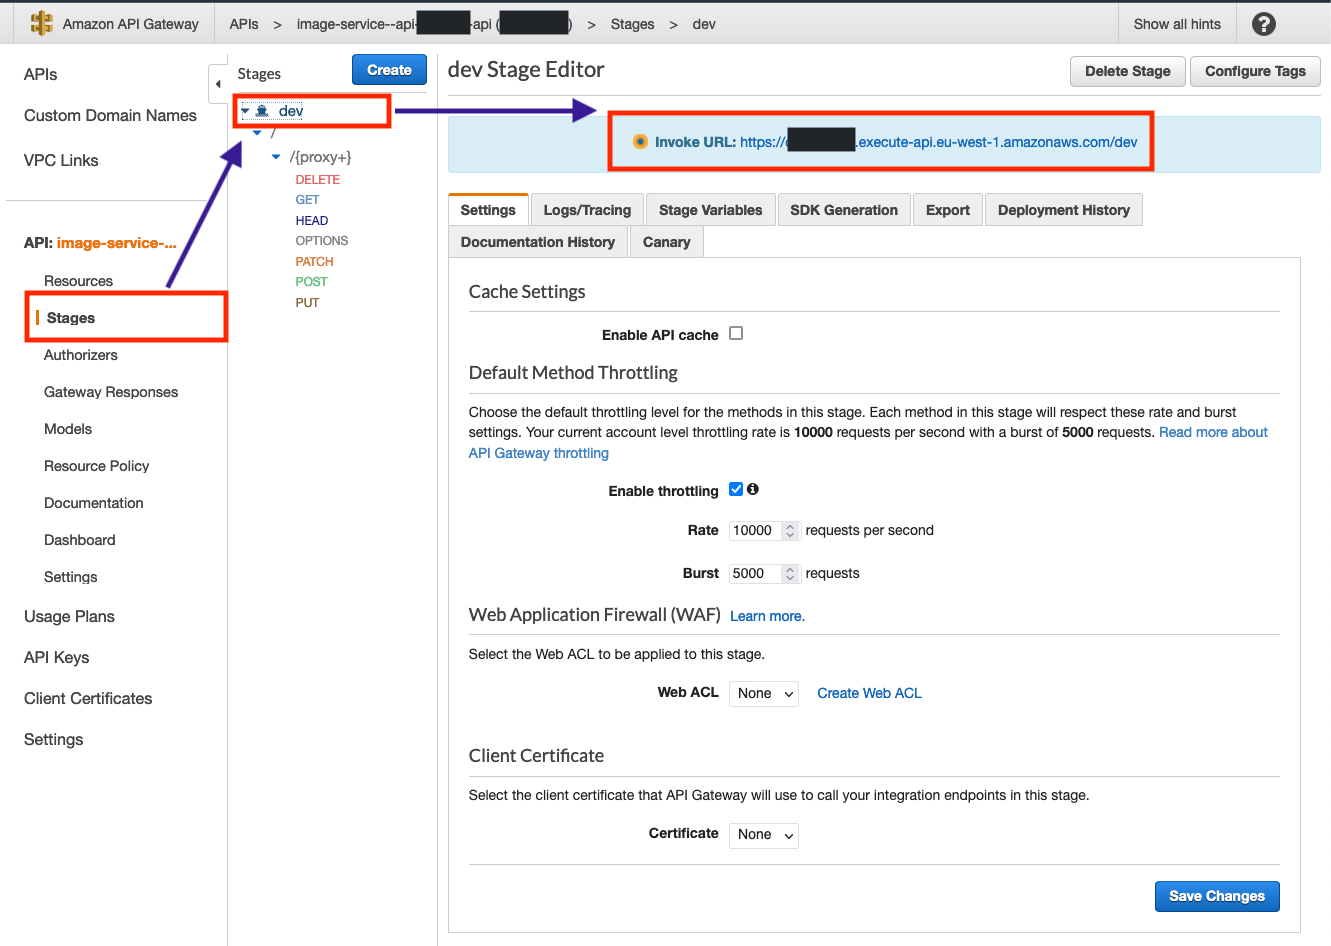 Amazon API Gateway
APIs > image-service--api- -api ( ) > Stages > dev
Show all hints
?
APIs
Custom Domain Names
VPC Links
API: image-service-...
Resources
Stages
Authorizers
Gateway Responses
Models
Resource Policy
Documentation
Dashboard
Settings
Usage Plans
API Keys
Client Certificates
Settings
Stages
Create
dev
/
/{proxy+}
DELETE
GET
HEAD
OPTIONS
PATCH
POST
PUT
dev Stage Editor
Delete Stage
Configure Tags
Invoke URL: https:// .execute-api.eu-west-1.amazonaws.com/dev
Settings
Logs/Tracing
Stage Variables
SDK Generation
Export
Deployment History
Documentation History
Canary
Cache Settings
Enable API cache
Default Method Throttling
Choose the default throttling level for the methods in this stage. Each method in this stage will respect these rate and burst
settings. Your current account level throttling rate is 10000 requests per second with a burst of 5000 requests. Read more about
API Gateway throttling
Enable throttling
Rate 10000 requests per second
Burst 5000 requests
Web Application Firewall (WAF) Learn more.
Select the Web ACL to be applied to this stage.
Web ACL None Create Web ACL
Client Certificate
Select the client certificate that API Gateway will use to call your integration endpoints in this stage.
Certificate None
Save Changes